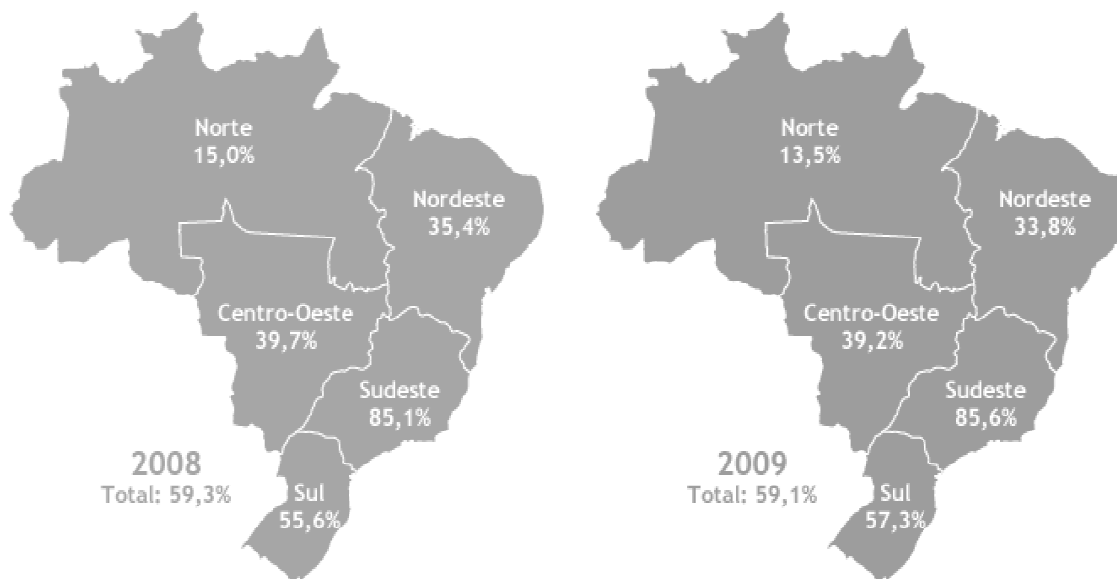 Norte
15,0%
Nordeste
35,4%
Centro-Oeste
39,7%
Sudeste
85,1%
2008
Total: 59,3%
Sul
55,6%
Norte
13,5%
Nordeste
33,8%
Centro-Oeste
39,2%
Sudeste
85,6%
2009
Total: 59,1%
Sul
57,3%